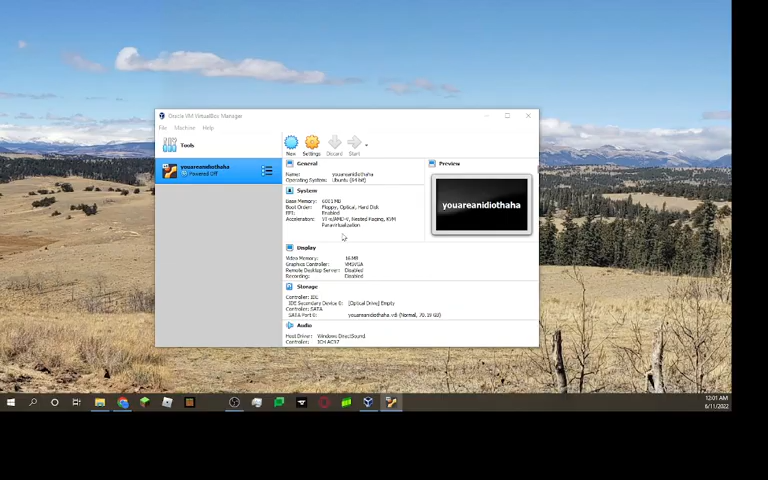 Oracle VM VirtualBox Manager
File Machine Help
Tools
New Settings Discard Start
youareanidiothaha
Powered Off
General
Name: youareanidiothaha
Operating System: Ubuntu (64-bit)
System
Base Memory: 6001 MB
Boot Order: Floppy, Optical, Hard Disk
EFI: Enabled
Acceleration: VT-x/AMD-V, Nested Paging, KVM
Paravirtualization
Preview
youareanidiothaha
Display
Video Memory: 16 MB
Graphics Controller: VMSVGA
Remote Desktop Server: Disabled
Recording: Disabled
Storage
Controller: IDE
IDE Secondary Device 0: [Optical Drive] Empty
Controller: SATA
SATA Port 0: youareanidiothaha.vdi (Normal, 70.19 GB)
Audio
Host Driver: Windows DirectSound
Controller: ICH AC97
12:01 AM
6/11/2022